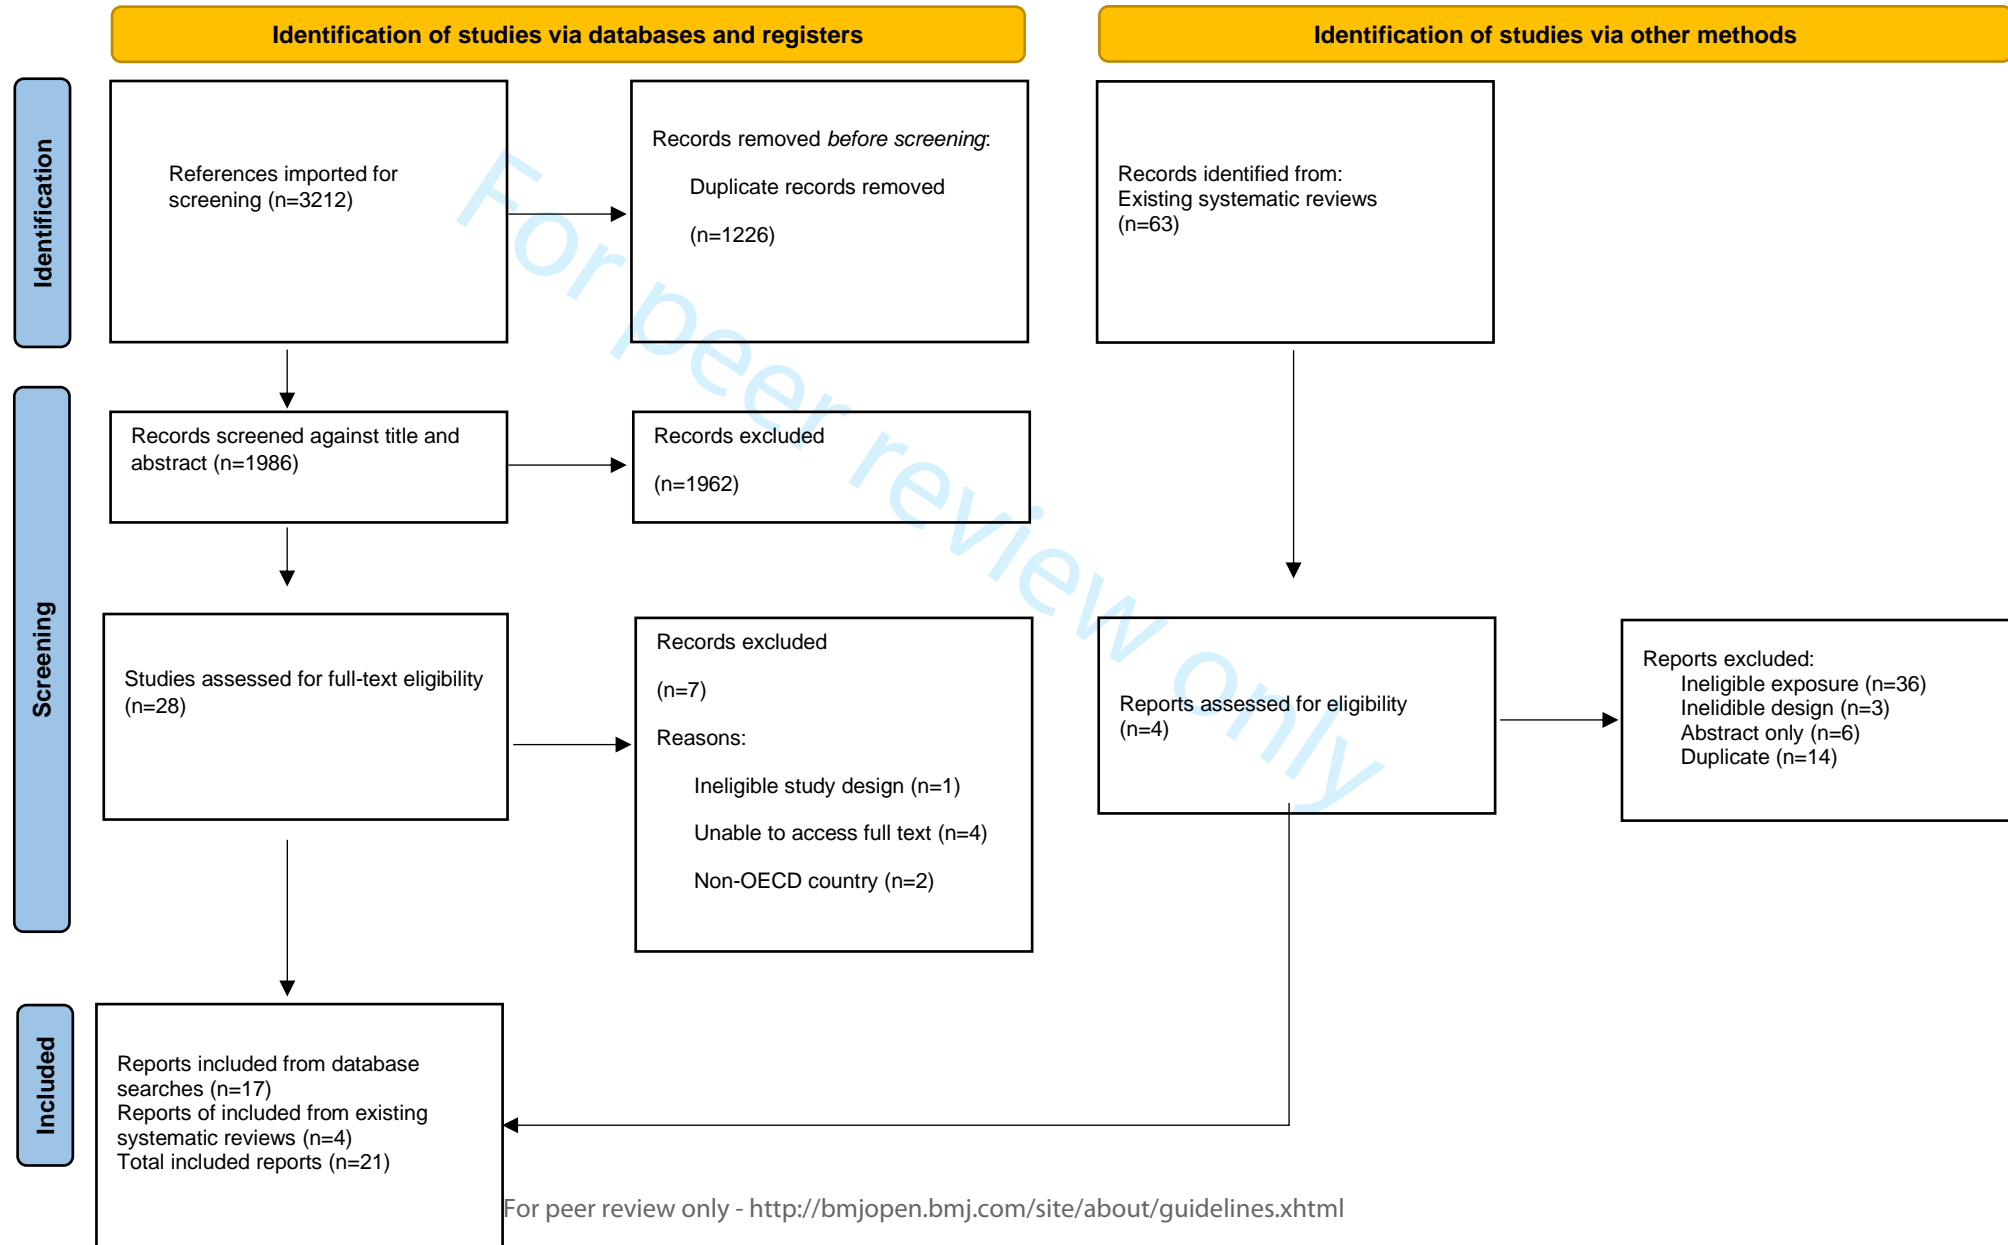 Identification of studies via databases and registers
Identification of studies via other methods
Identification
References imported for
screening (n=3212)
Records removed before screening:
Duplicate records removed
(n=1226)
Records identified from:
Existing systematic reviews
(n=63)
Screening
Records screened against title and
abstract (n=1986)
Records excluded
(n=1962)
Studies assessed for full-text eligibility
(n=28)
Records excluded
(n=7)
Reasons:
Ineligible study design (n=1)
Unable to access full text (n=4)
Non-OECD country (n=2)
Reports assessed for eligibility
(n=4)
Reports excluded:
Ineligible exposure (n=36)
Inelidible design (n=3)
Abstract only (n=6)
Duplicate (n=14)
Included
Reports included from database
searches (n=17)
Reports of included from existing
systematic reviews (n=4)
Total included reports (n=21)
For peer review only
For peer review only - http://bmjopen.bmj.com/site/about/guidelines.xhtml